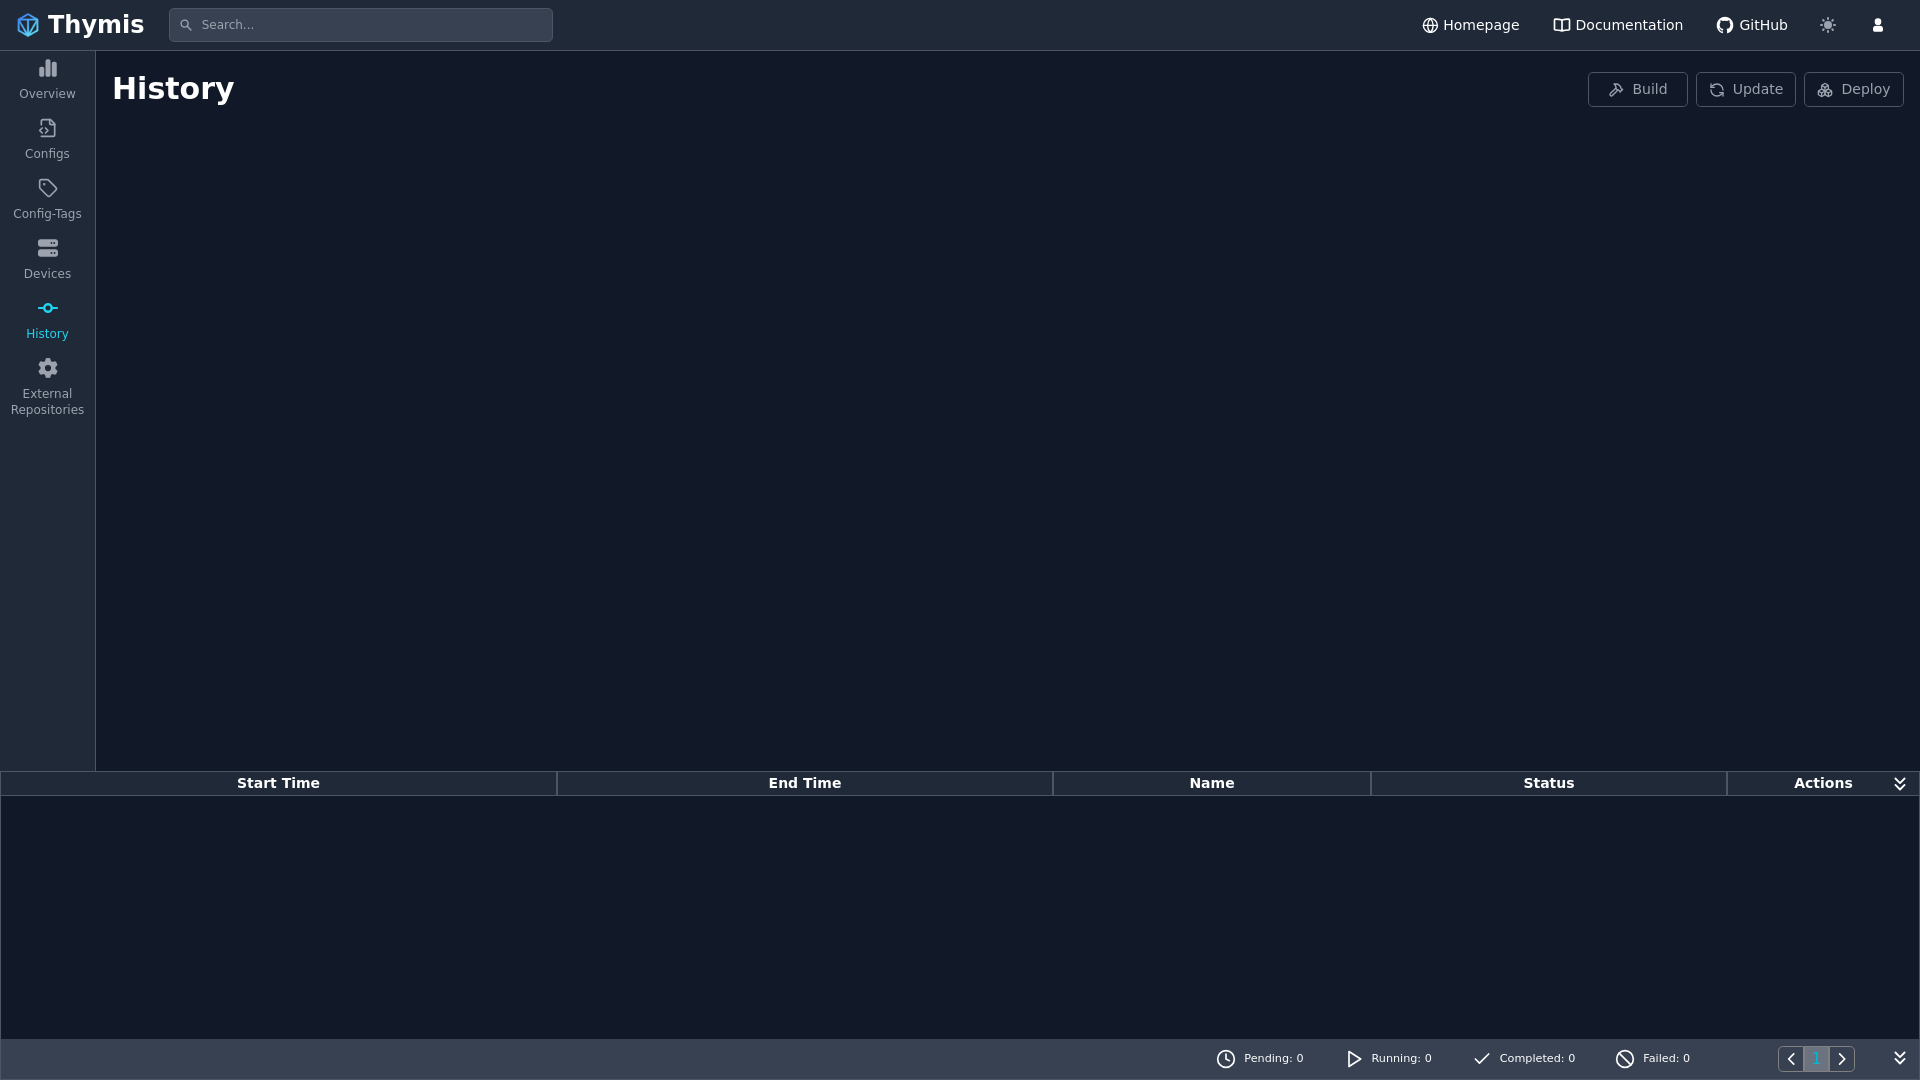 Thymis
Search...
Homepage
Documentation
GitHub
Overview
Configs
Config-Tags
Devices
History
External
Repositories
History
Build
Update
Deploy
Start Time
End Time
Name
Status
Actions
Pending: 0
Running: 0
Completed: 0
Failed: 0
1